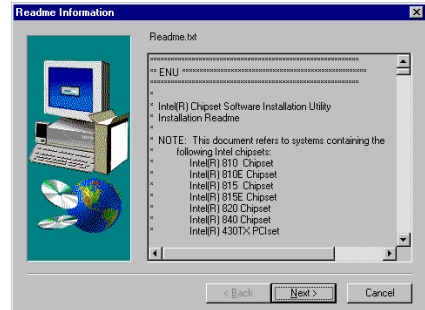 Readme Information
Readme.txt
************************************************************
** ENU ******************************************************
************************************************************
*
* Intel(R) Chipset Software Installation Utility
* Installation Readme
*
* NOTE:  This document refers to systems containing the
*        following Intel chipsets:
*            Intel(R) 810  Chipset
*            Intel(R) 810E Chipset
*            Intel(R) 815  Chipset
*            Intel(R) 815E Chipset
*            Intel(R) 820 Chipset
*            Intel(R) 840 Chipset
*            Intel(R) 430TX PCIset
< Back
Next >
Cancel